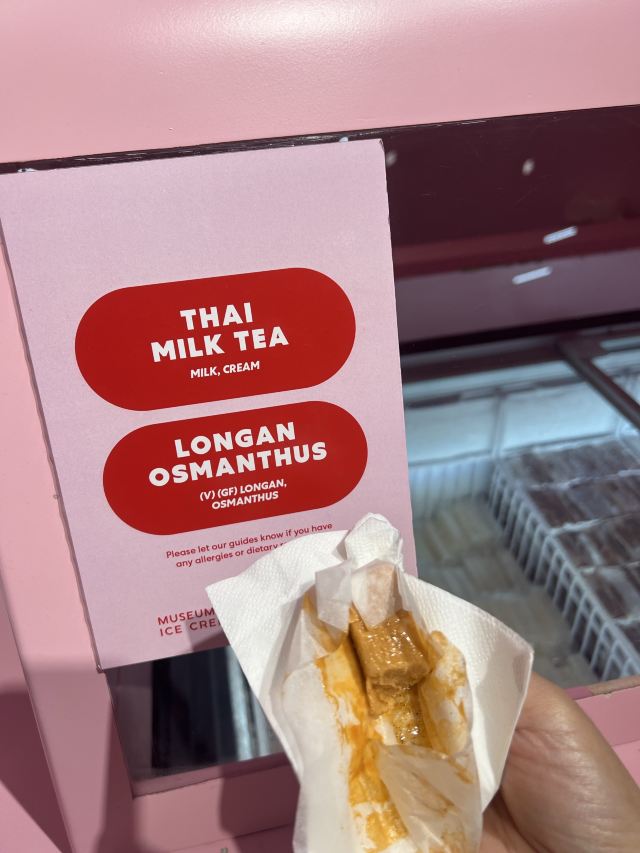 THAI
MILK TEA
MILK, CREAM
LONGAN
OSMANTHUS
(V) (GF) LONGAN,
OSMANTHUS
Please let our guides know if you have
any allergies or dietary
MUSEUM
ICE